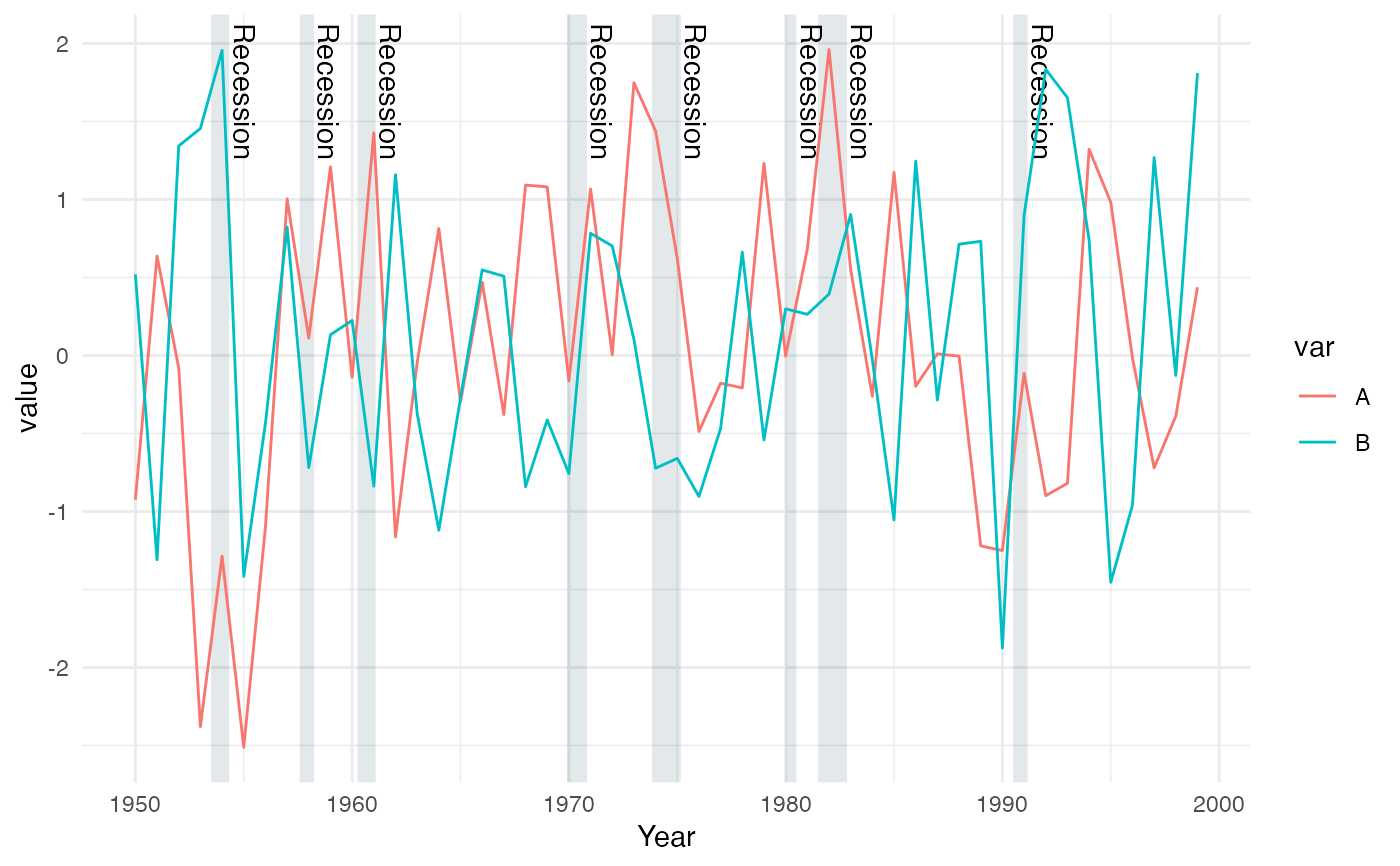 Recession
Recession
Recession
Recession
Recession
Recession
Recession
Recession
2
1
0
-1
-2
value
1950
1960
1970
1980
1990
2000
Year
var
A
B